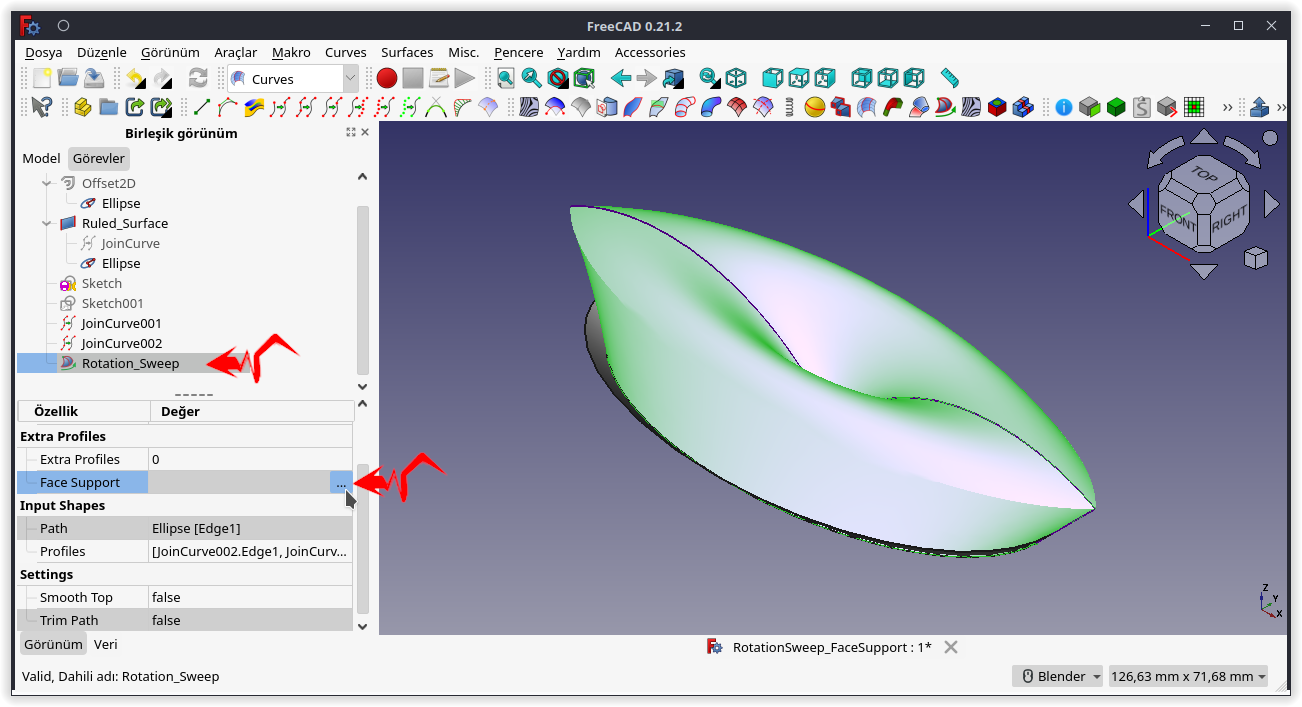 FreeCAD 0.21.2
Dosya Düzenle Görünüm Araçlar Makro Curves Surfaces Misc. Pencere Yardım Accessories
Curves
Birleşik görünüm
Model Görevler
Offset2D
Ellipse
Ruled_Surface
JoinCurve
Ellipse
Sketch
Sketch001
JoinCurve001
JoinCurve002
Rotation_Sweep
Özellik Değer
Extra Profiles
Extra Profiles 0
Face Support ...
Input Shapes
Path Ellipse [Edge1]
Profiles [JoinCurve002.Edge1, JoinCurv...
Settings
Smooth Top false
Trim Path false
Görünüm Veri
TOP
FRONT RIGHT
Z
Y
X
RotationSweep_FaceSupport : 1*
Valid, Dahili adı: Rotation_Sweep
Blender 126,63 mm x 71,68 mm